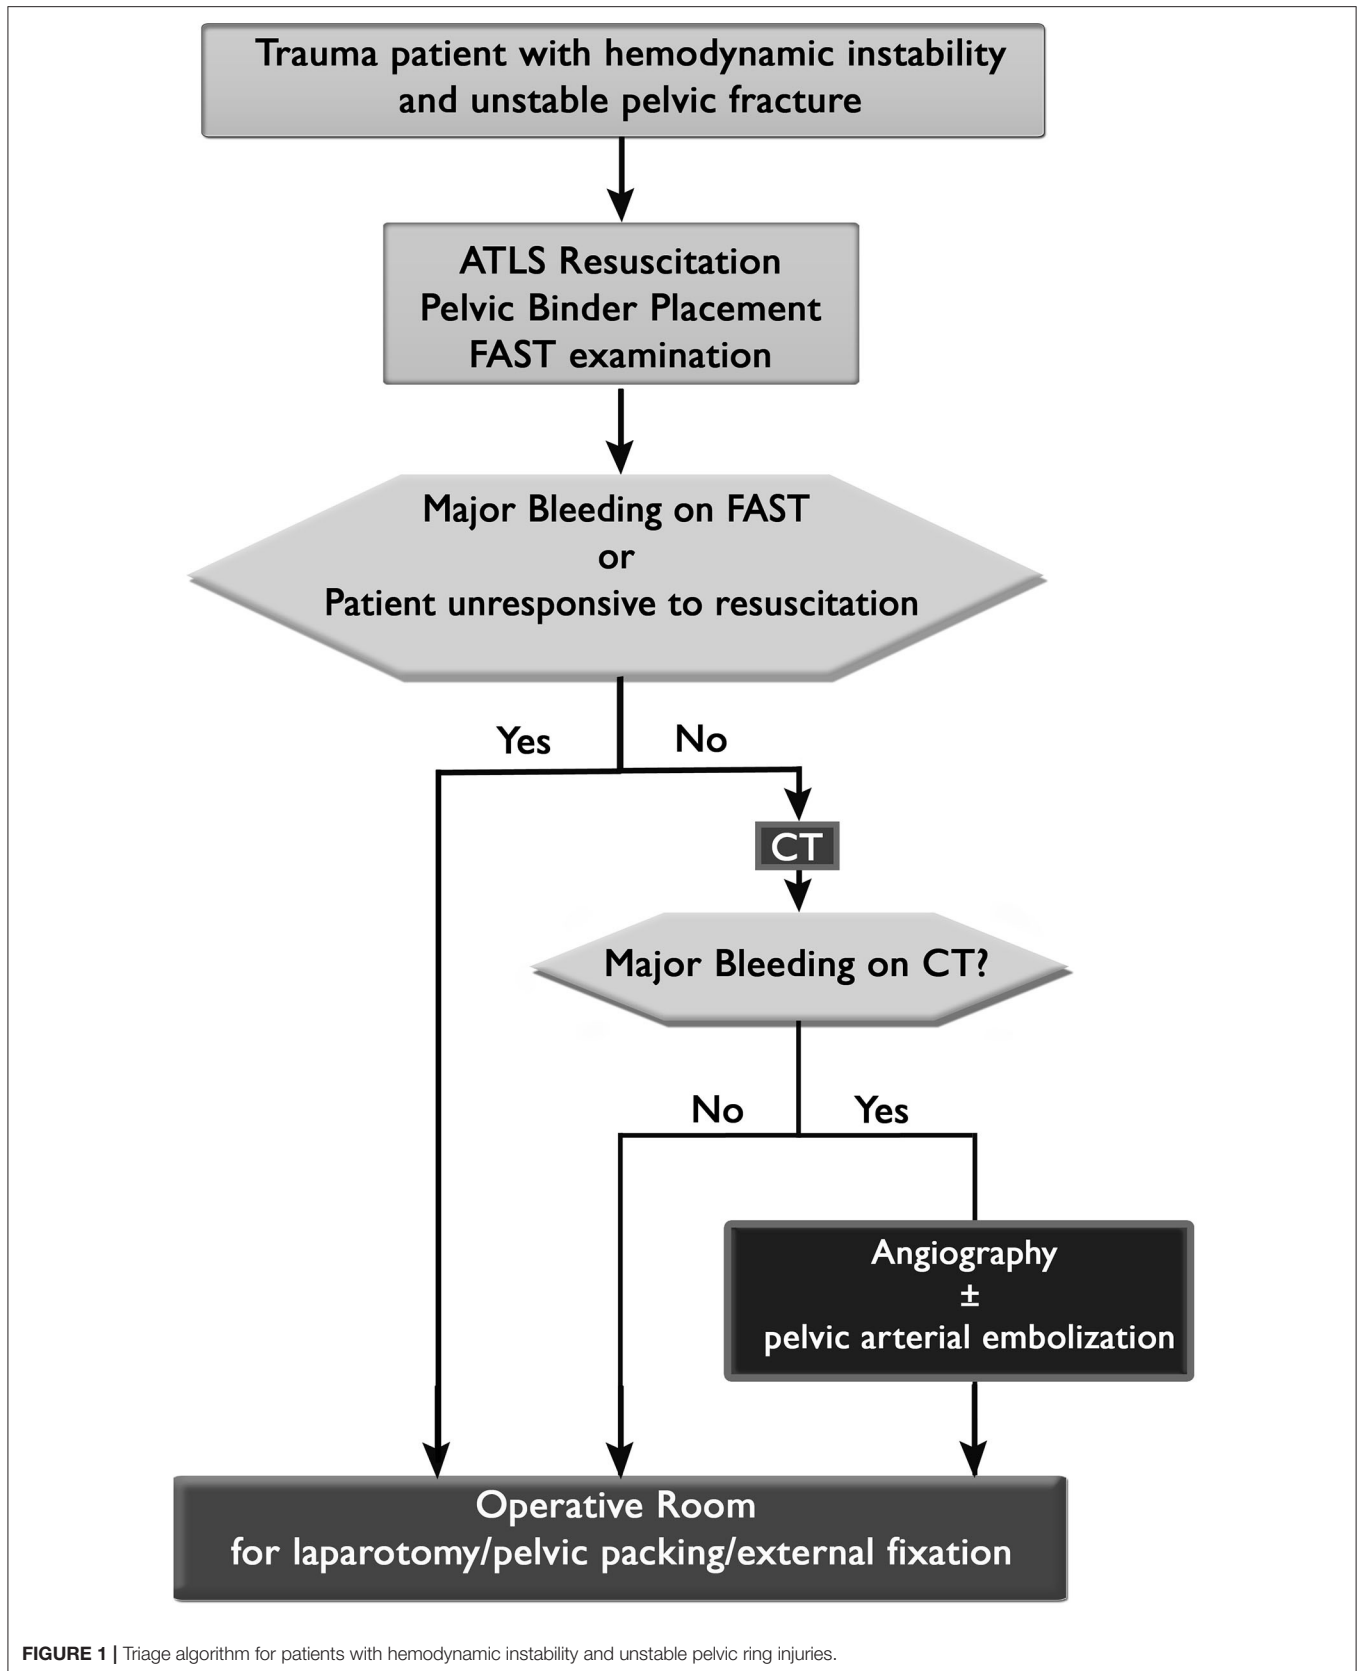 Trauma patient with hemodynamic instability
and unstable pelvic fracture
ATLS Resuscitation
Pelvic Binder Placement
FAST examination
Major Bleeding on FAST
or
Patient unresponsive to resuscitation
Yes
No
CT
Major Bleeding on CT?
No
Yes
Angiography
±
pelvic arterial embolization
Operative Room
for laparotomy/pelvic packing/external fixation
FIGURE 1 | Triage algorithm for patients with hemodynamic instability and unstable pelvic ring injuries.